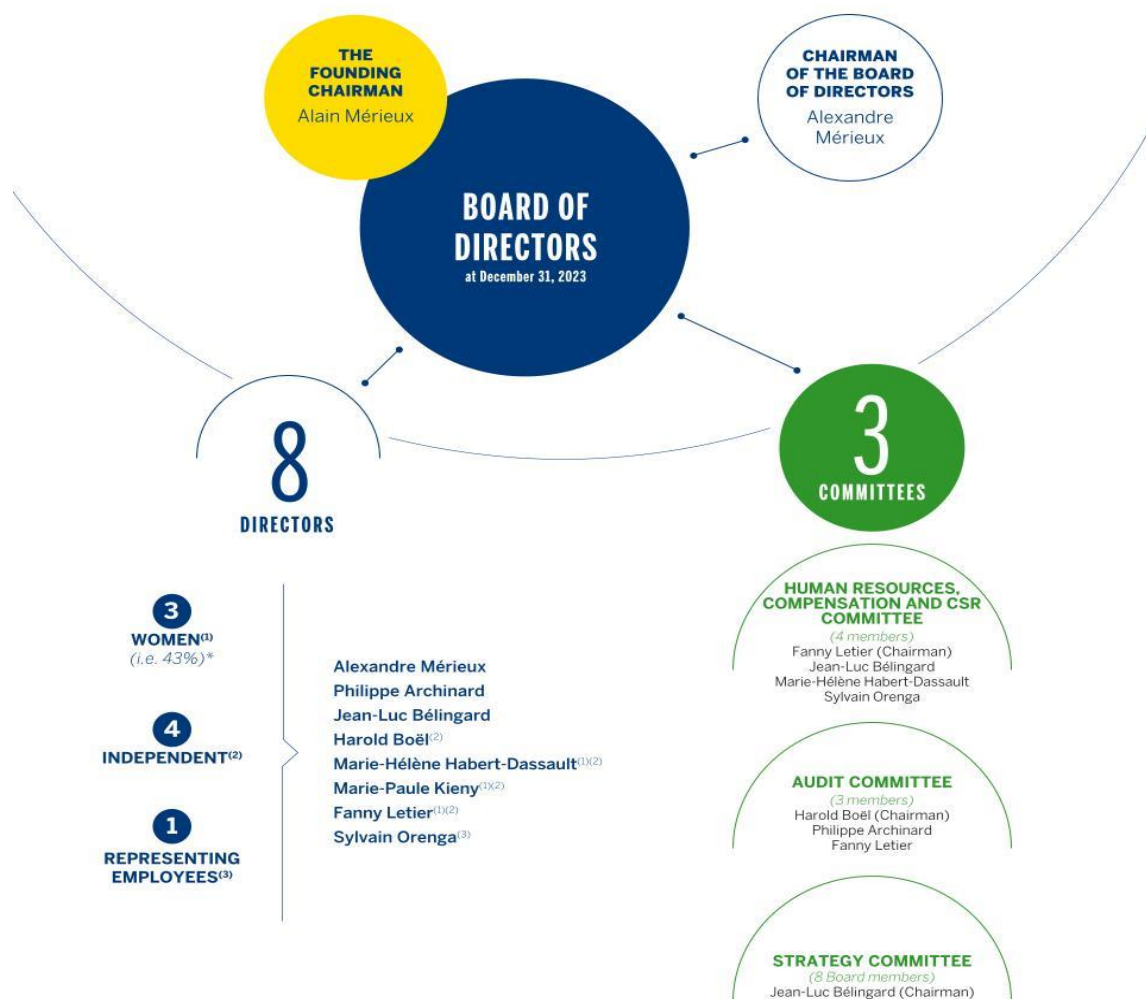 THE
FOUNDING
CHAIRMAN
Alain Mérieux
CHAIRMAN
OF THE BOARD
OF DIRECTORS
Alexandre
Mérieux
BOARD OF
DIRECTORS
at December 31, 2023
8
DIRECTORS
3
COMMITTEES
3
WOMEN(1)
(i.e. 43%)*
4
INDEPENDENT(2)
1
REPRESENTING
EMPLOYEES(3)
Alexandre Mérieux
Philippe Archinard
Jean-Luc Bélingard
Harold Boël(2)
Marie-Hélène Habert-Dassault(1)(2)
Marie-Paule Kieny(1)(2)
Fanny Letier(1)(2)
Sylvain Orenga(3)
HUMAN RESOURCES,
COMPENSATION AND CSR
COMMITTEE
(4 members)
Fanny Letier (Chairman)
Jean-Luc Bélingard
Marie-Hélène Habert-Dassault
Sylvain Orenga
AUDIT COMMITTEE
(3 members)
Harold Boël (Chairman)
Philippe Archinard
Fanny Letier
STRATEGY COMMITTEE
(8 Board members)
Jean-Luc Bélingard (Chairman)